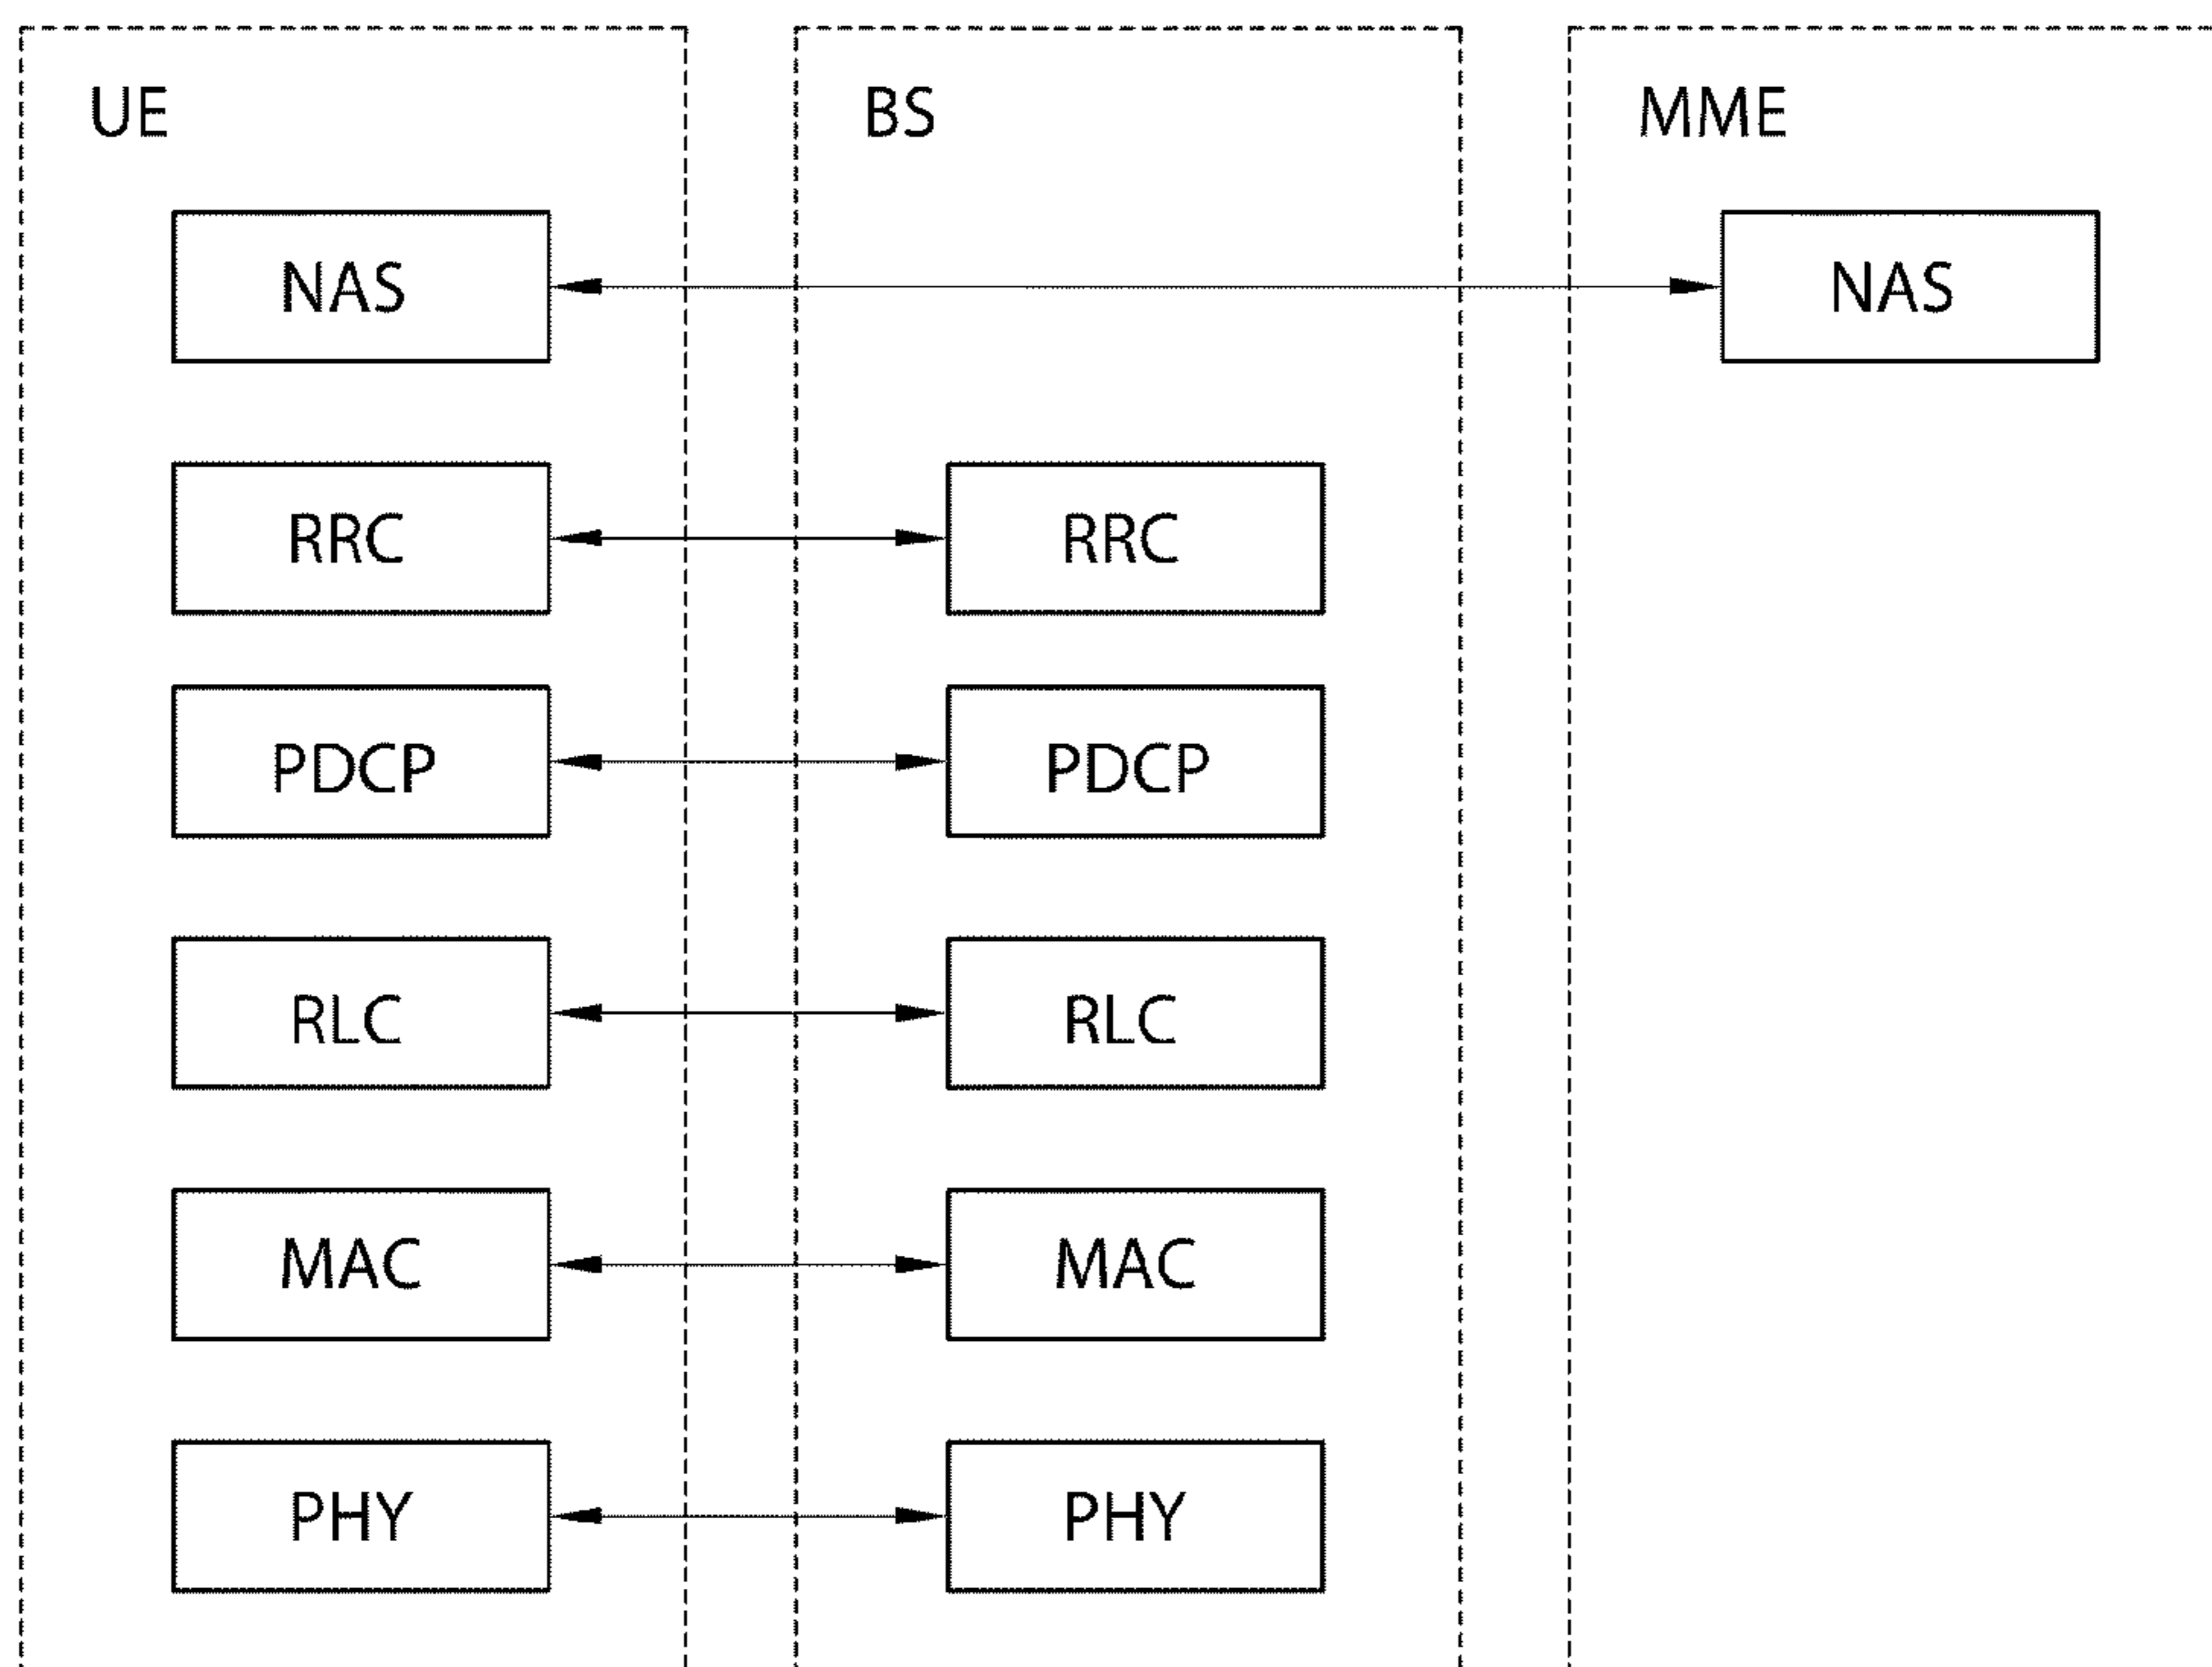 UE BS MME
NAS NAS
RRC RRC
PDCP PDCP
RLC RLC
MAC MAC
PHY PHY